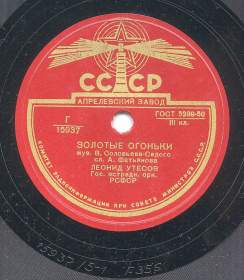 СССР
АПРЕЛЕВСКИЙ ЗАВОД
Г
15937
ГОСТ 5289-50
III кл.
ЗОЛОТЫЕ ОГОНЬКИ
муз. В. Соловьева-Седого
сл. А. Фатьянова
ЛЕОНИД УТЕСОВ
Гос. эстрадн. орк.
РСФСР
КОМИТЕТ РАДИОИНФОРМАЦИИ ПРИ СОВЕТЕ МИНИСТРОВ СССР